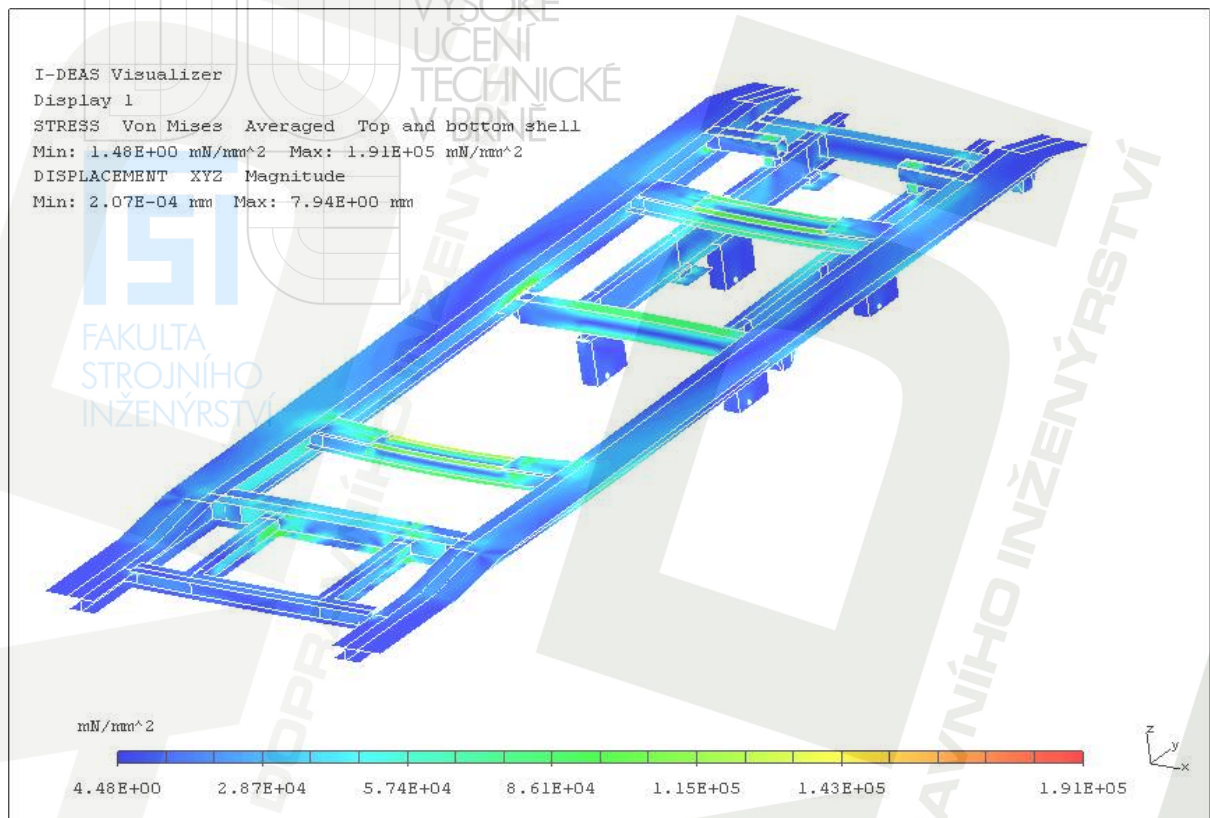 VYSOKÉ
UČENÍ
TECHNICKÉ
V BRNĚ
I-DEAS Visualizer
Display 1
STRESS Von Mises Averaged Top and bottom shell
Min: 1.48E+00 mN/mm^2 Max: 1.91E+05 mN/mm^2
DISPLACEMENT XYZ Magnitude
Min: 2.07E-04 mm Max: 7.94E+00 mm
FAKULTA
STROJNÍHO
INŽENÝRSTVÍ
AVNÍHO INŽENÝRSTVÍ
mN/mm^2
4.48E+00 2.87E+04 5.74E+04 8.61E+04 1.15E+05 1.43E+05 1.91E+05
z
y
x